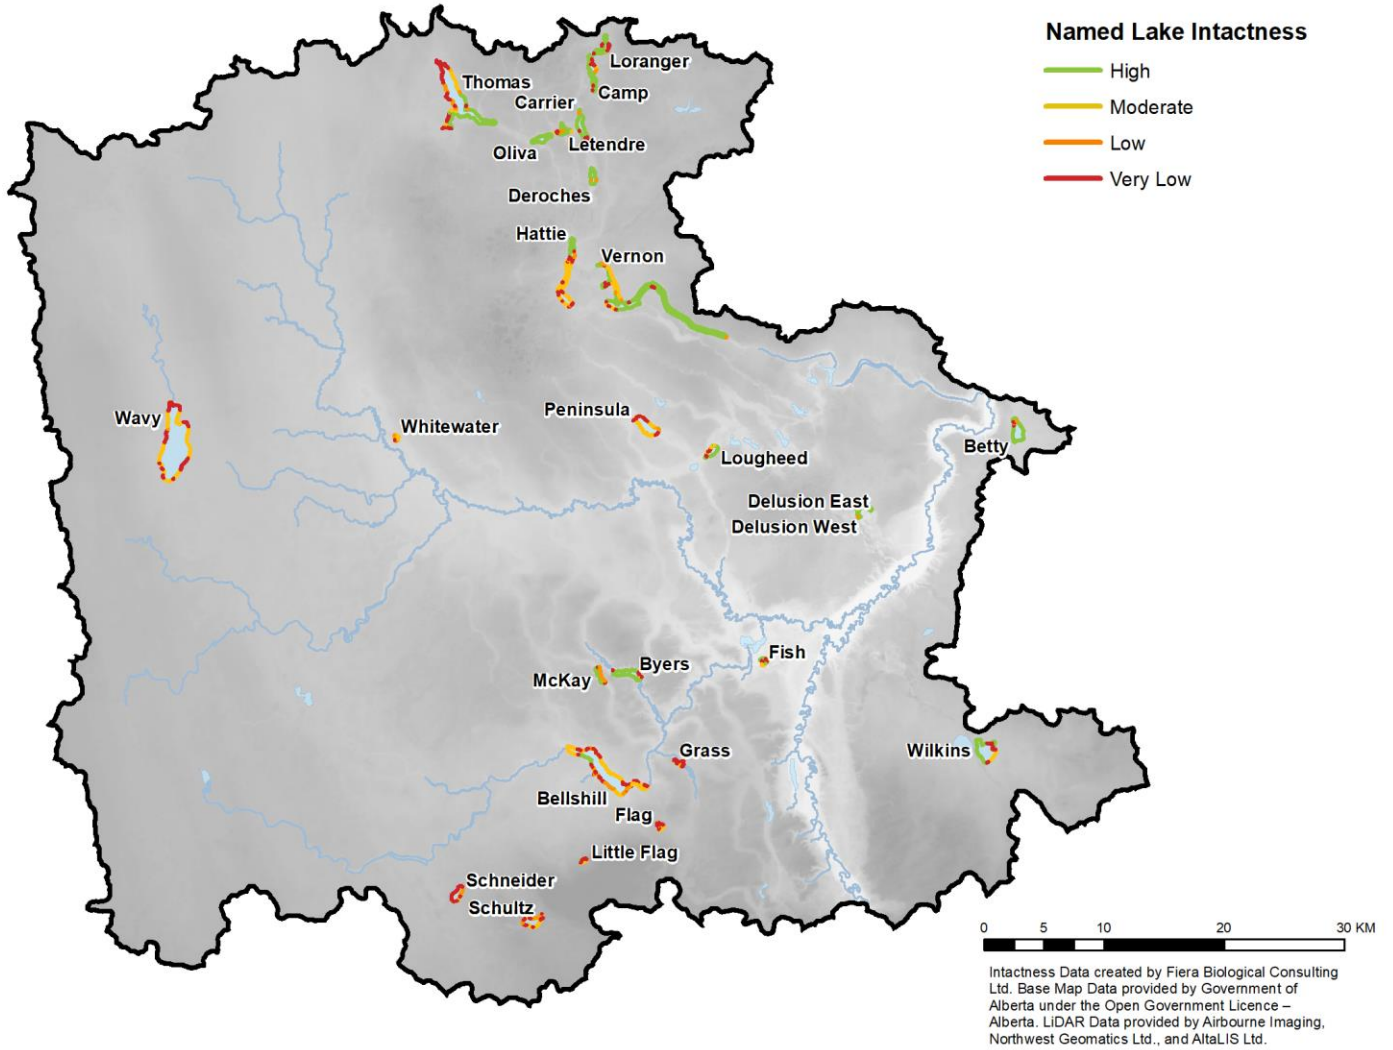 Named Lake Intactness
High
Moderate
Low
Very Low
Loranger
Thomas
Camp
Carrier
Letendre
Oliva
Deroches
Hattie
Vernon
Peninsula
Wavy
Whitewater
Betty
Lougheed
Delusion East
Delusion West
Fish
Byers
McKay
Grass
Wilkins
Bellshill
Flag
Little Flag
Schneider
Schultz
0 5 10 20 30 KM
Intactness Data created by Fiera Biological Consulting
Ltd. Base Map Data provided by Government of
Alberta under the Open Government Licence –
Alberta. LiDAR Data provided by Airbourne Imaging,
Northwest Geomatics Ltd., and AltaLIS Ltd.